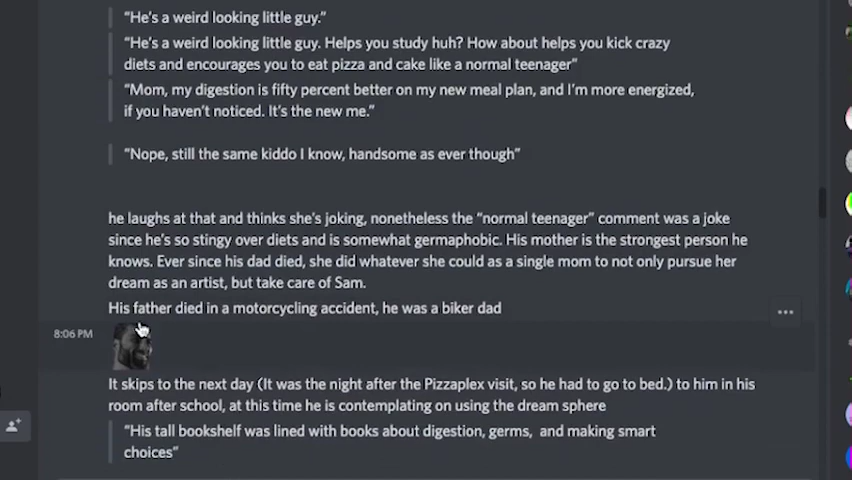 "He's a weird looking little guy."
"He's a weird looking little guy. Helps you study huh? How about helps you kick crazy
diets and encourages you to eat pizza and cake like a normal teenager"
"Mom, my digestion is fifty percent better on my new meal plan, and I'm more energized,
if you haven't noticed. It's the new me."
"Nope, still the same kiddo I know, handsome as ever though"
he laughs at that and thinks she's joking, nonetheless the "normal teenager" comment was a joke
since he's so stingy over diets and is somewhat germaphobic. His mother is the strongest person he
knows. Ever since his dad died, she did whatever she could as a single mom to not only pursue her
dream as an artist, but take care of Sam.
His father died in a motorcycling accident, he was a biker dad
8:06 PM
It skips to the next day (It was the night after the Pizzaplex visit, so he had to go to bed.) to him in his
room after school, at this time he is contemplating on using the dream sphere
"His tall bookshelf was lined with books about digestion, germs, and making smart
choices"